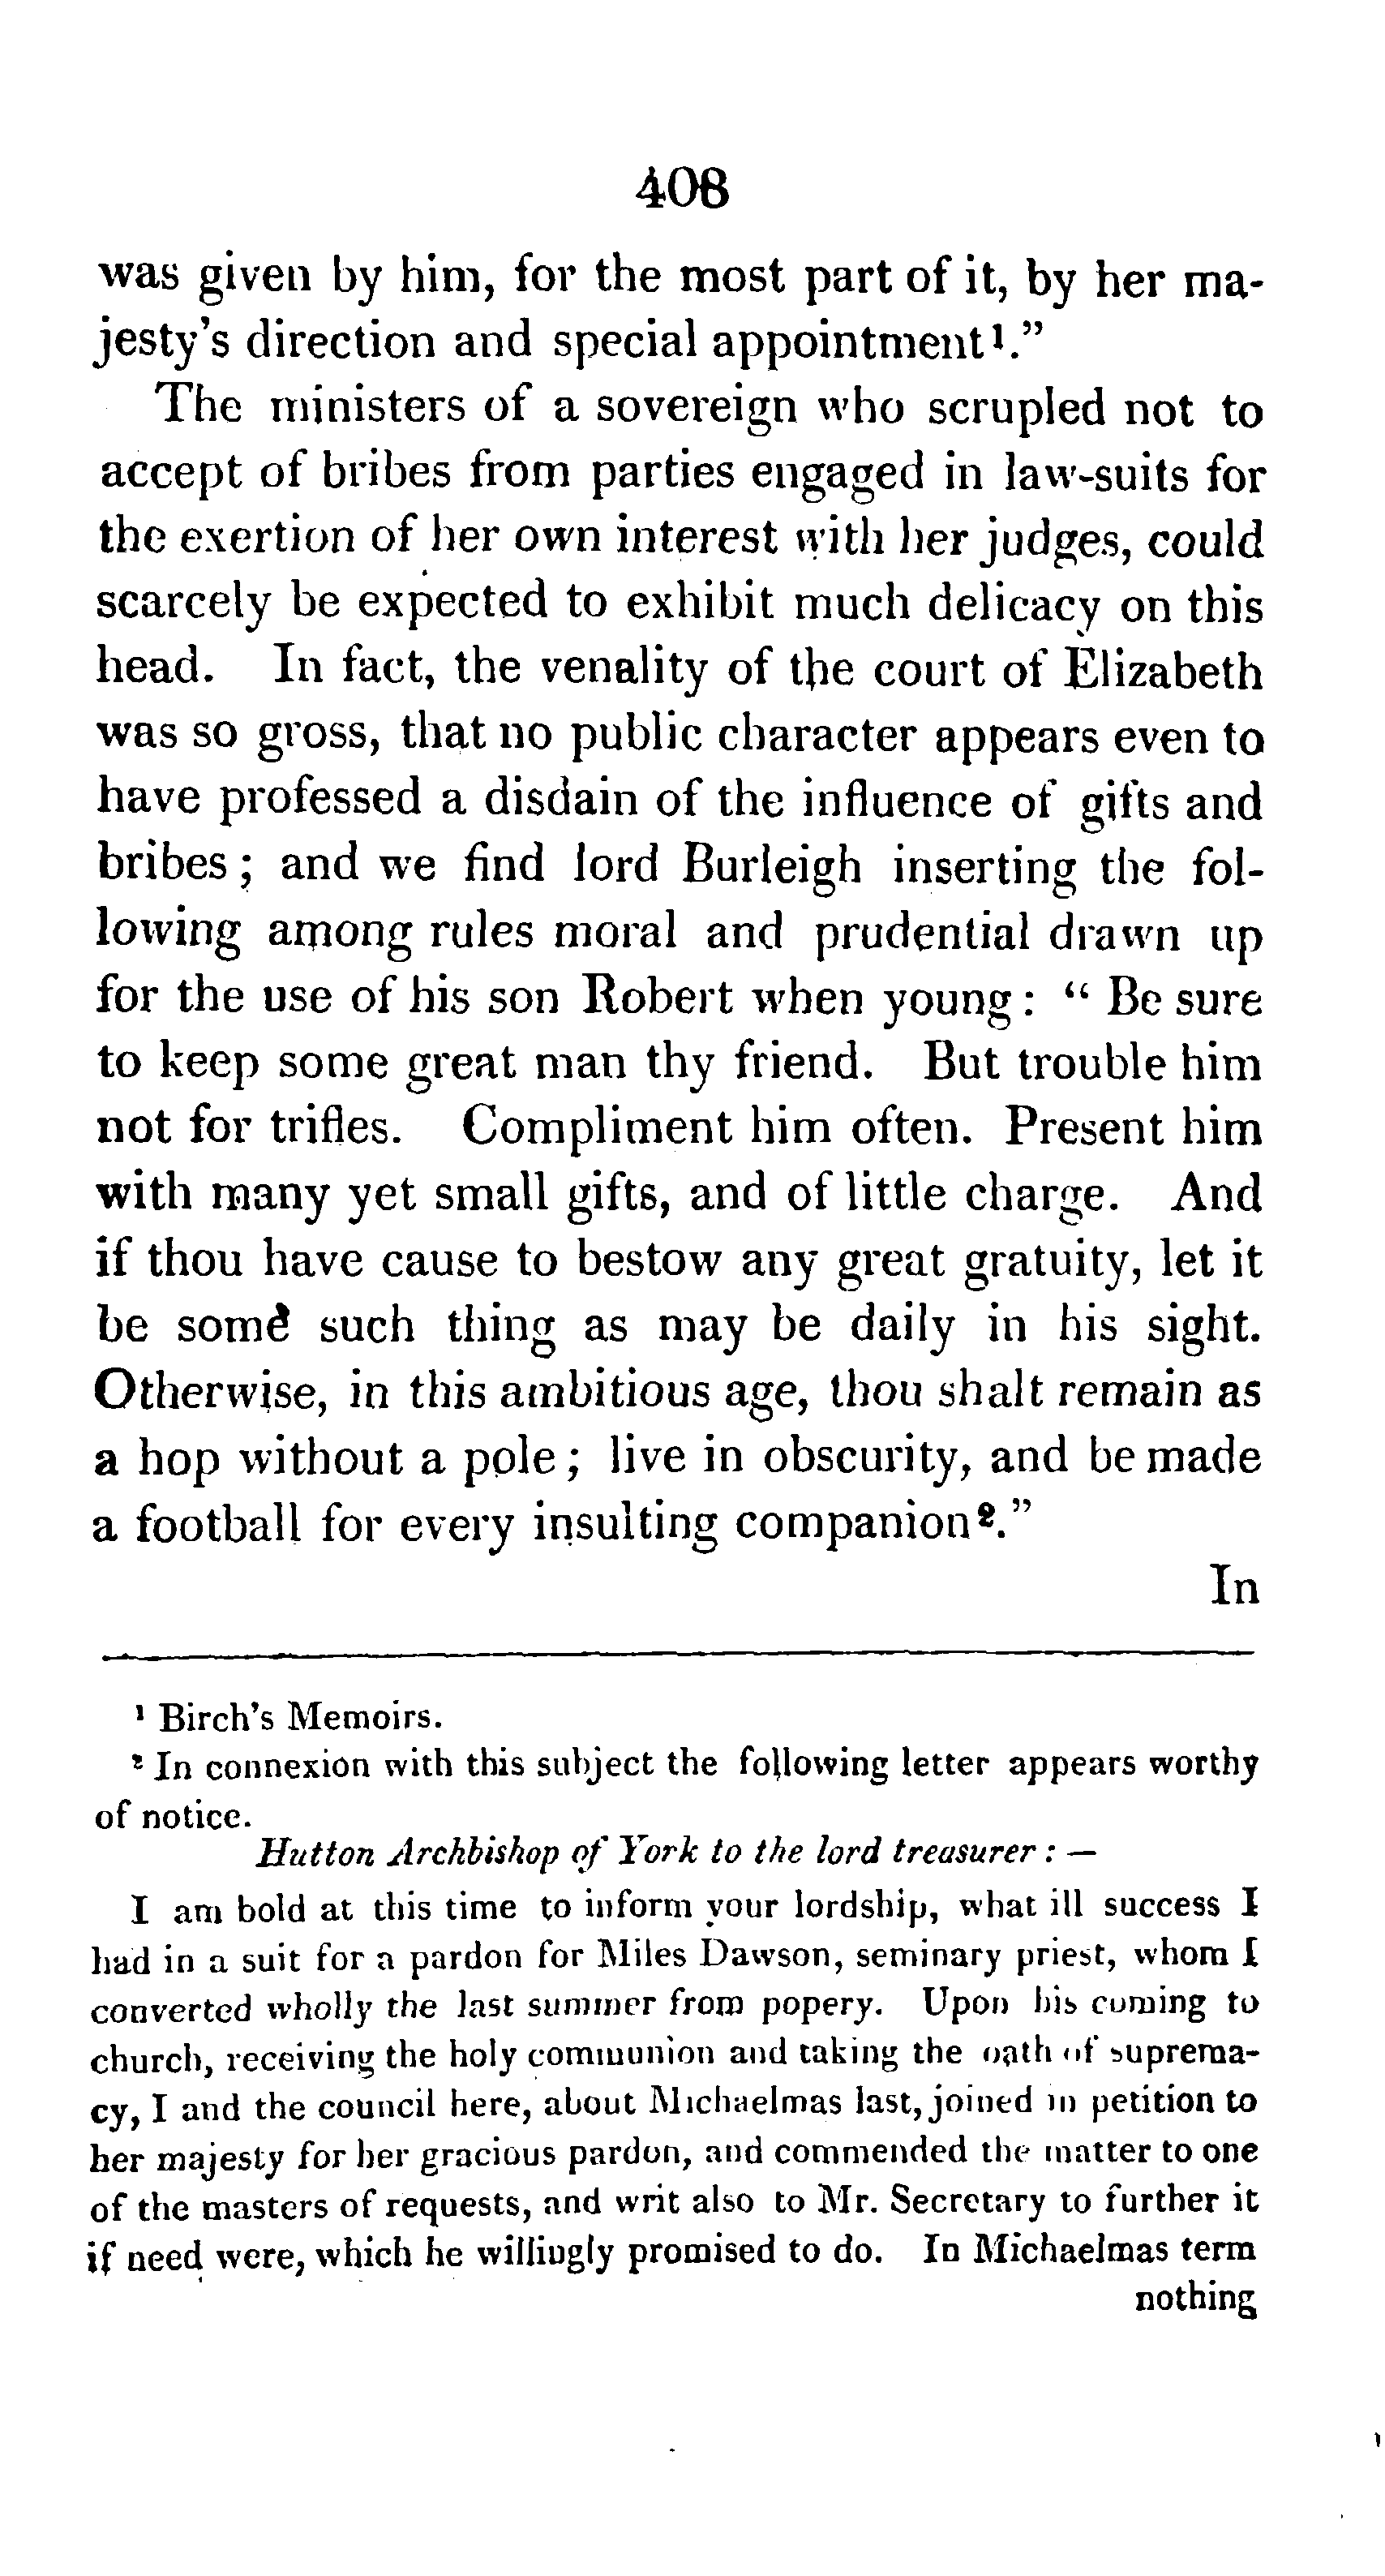 408
was given by him, for the most part of it, by her ma-
jesty's direction and special appointment¹."
The ministers of a sovereign who scrupled not to
accept of bribes from parties engaged in law-suits for
the exertion of her own interest with her judges, could
scarcely be expected to exhibit much delicacy on this
head. In fact, the venality of the court of Elizabeth
was so gross, that no public character appears even to
have professed a disdain of the influence of gifts and
bribes; and we find lord Burleigh inserting the fol-
lowing among rules moral and prudential drawn up
for the use of his son Robert when young: "Be sure
to keep some great man thy friend. But trouble him
not for trifles. Compliment him often. Present him
with many yet small gifts, and of little charge. And
if thou have cause to bestow any great gratuity, let it
be some such thing as may be daily in his sight.
Otherwise, in this ambitious age, thou shalt remain as
a hop without a pole; live in obscurity, and be made
a football for every insulting companion²."
In
¹ Birch's Memoirs.
² In connexion with this subject the following letter appears worthy
of notice.
Hutton Archbishop of York to the lord treasurer:—
I am bold at this time to inform your lordship, what ill success I
had in a suit for a pardon for Miles Dawson, seminary priest, whom I
converted wholly the last summer from popery. Upon his coming to
church, receiving the holy communion and taking the oath of suprema-
cy, I and the council here, about Michaelmas last, joined in petition to
her majesty for her gracious pardon, and commended the matter to one
of the masters of requests, and writ also to Mr. Secretary to further it
if need were, which he willingly promised to do. In Michaelmas term
nothing